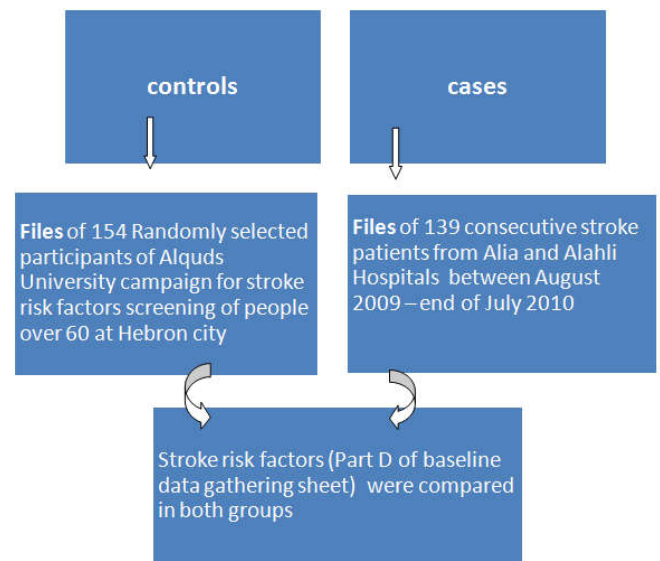 controls
cases
Files of 154 Randomly selected
participants of Alquds
University campaign for stroke
risk factors screening of people
over 60 at Hebron city
Files of 139 consecutive stroke
patients from Alia and Alahli
Hospitals between August
2009 – end of July 2010
Stroke risk factors (Part D of baseline
data gathering sheet) were compared
in both groups